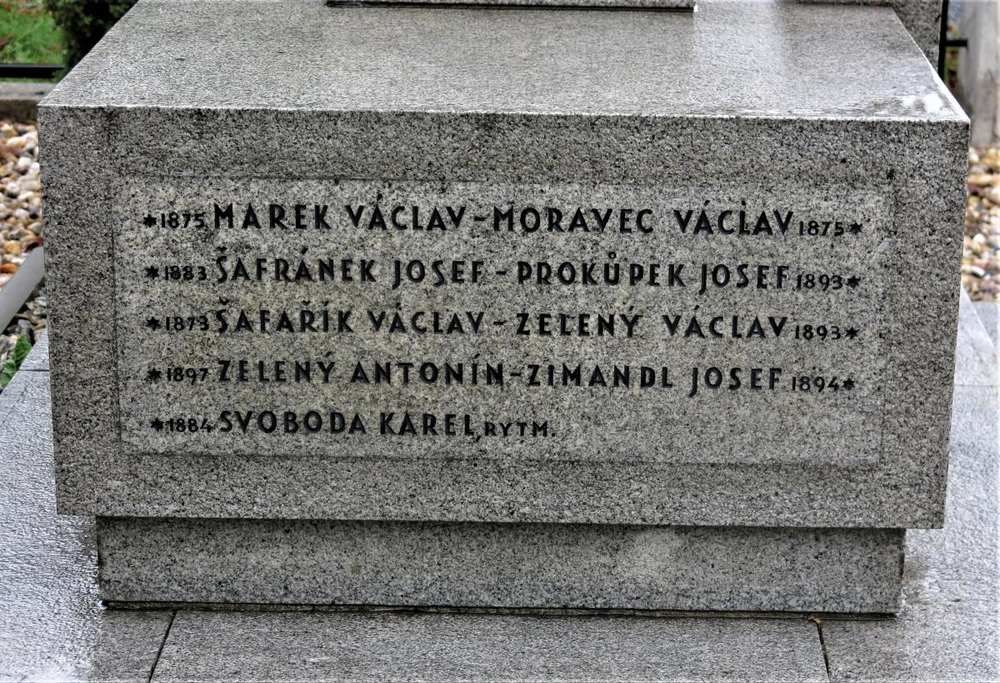 *1875 MAREK VÁCLAV-MORAVEC VÁCLAV 1875*
*1883 ŠAFRÁNEK JOSEF-PROKŮPEK JOSEF 1893*
*1873 ŠAFAŘÍK VÁCLAV-ZELENÝ VÁCLAV 1893*
*1897 ZELENÝ ANTONÍN-ZIMANDL JOSEF 1894*
*1884 SVOBODA KAREL, RYTM.